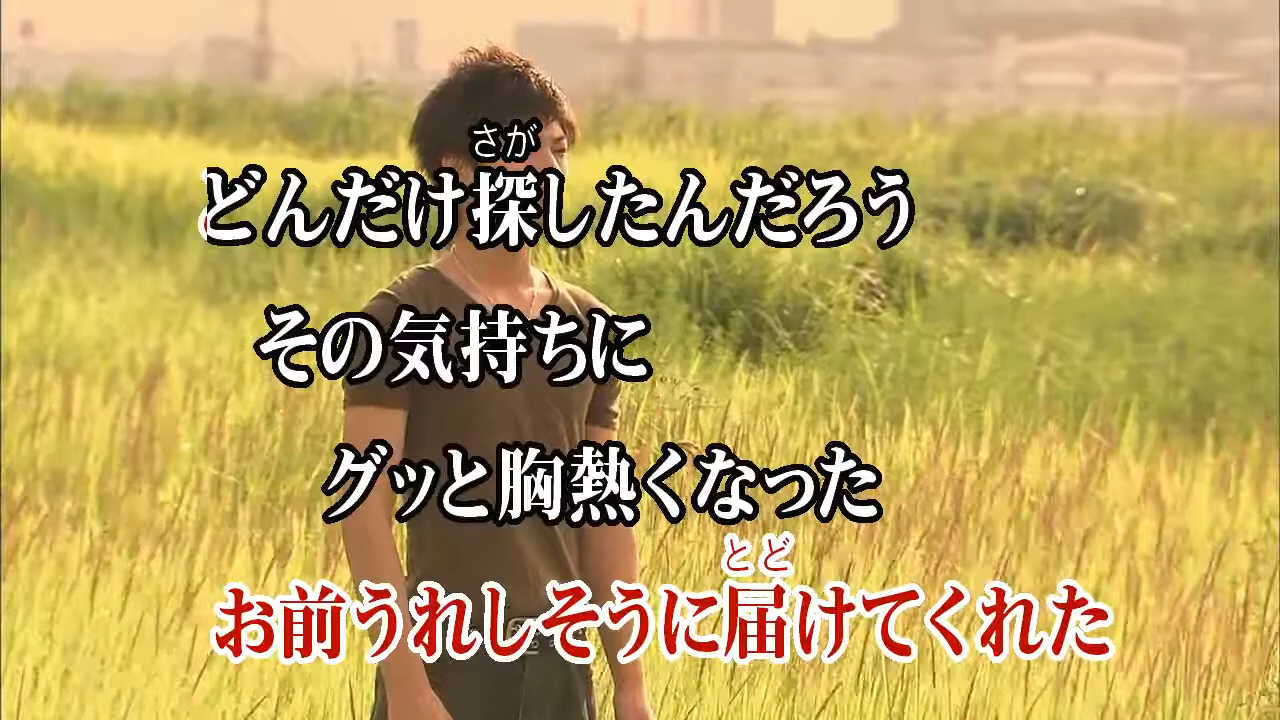 さが
どんだけ探したんだろう
その気持ちに
グッと胸熱くなった
とど
お前うれしそうに届けてくれた